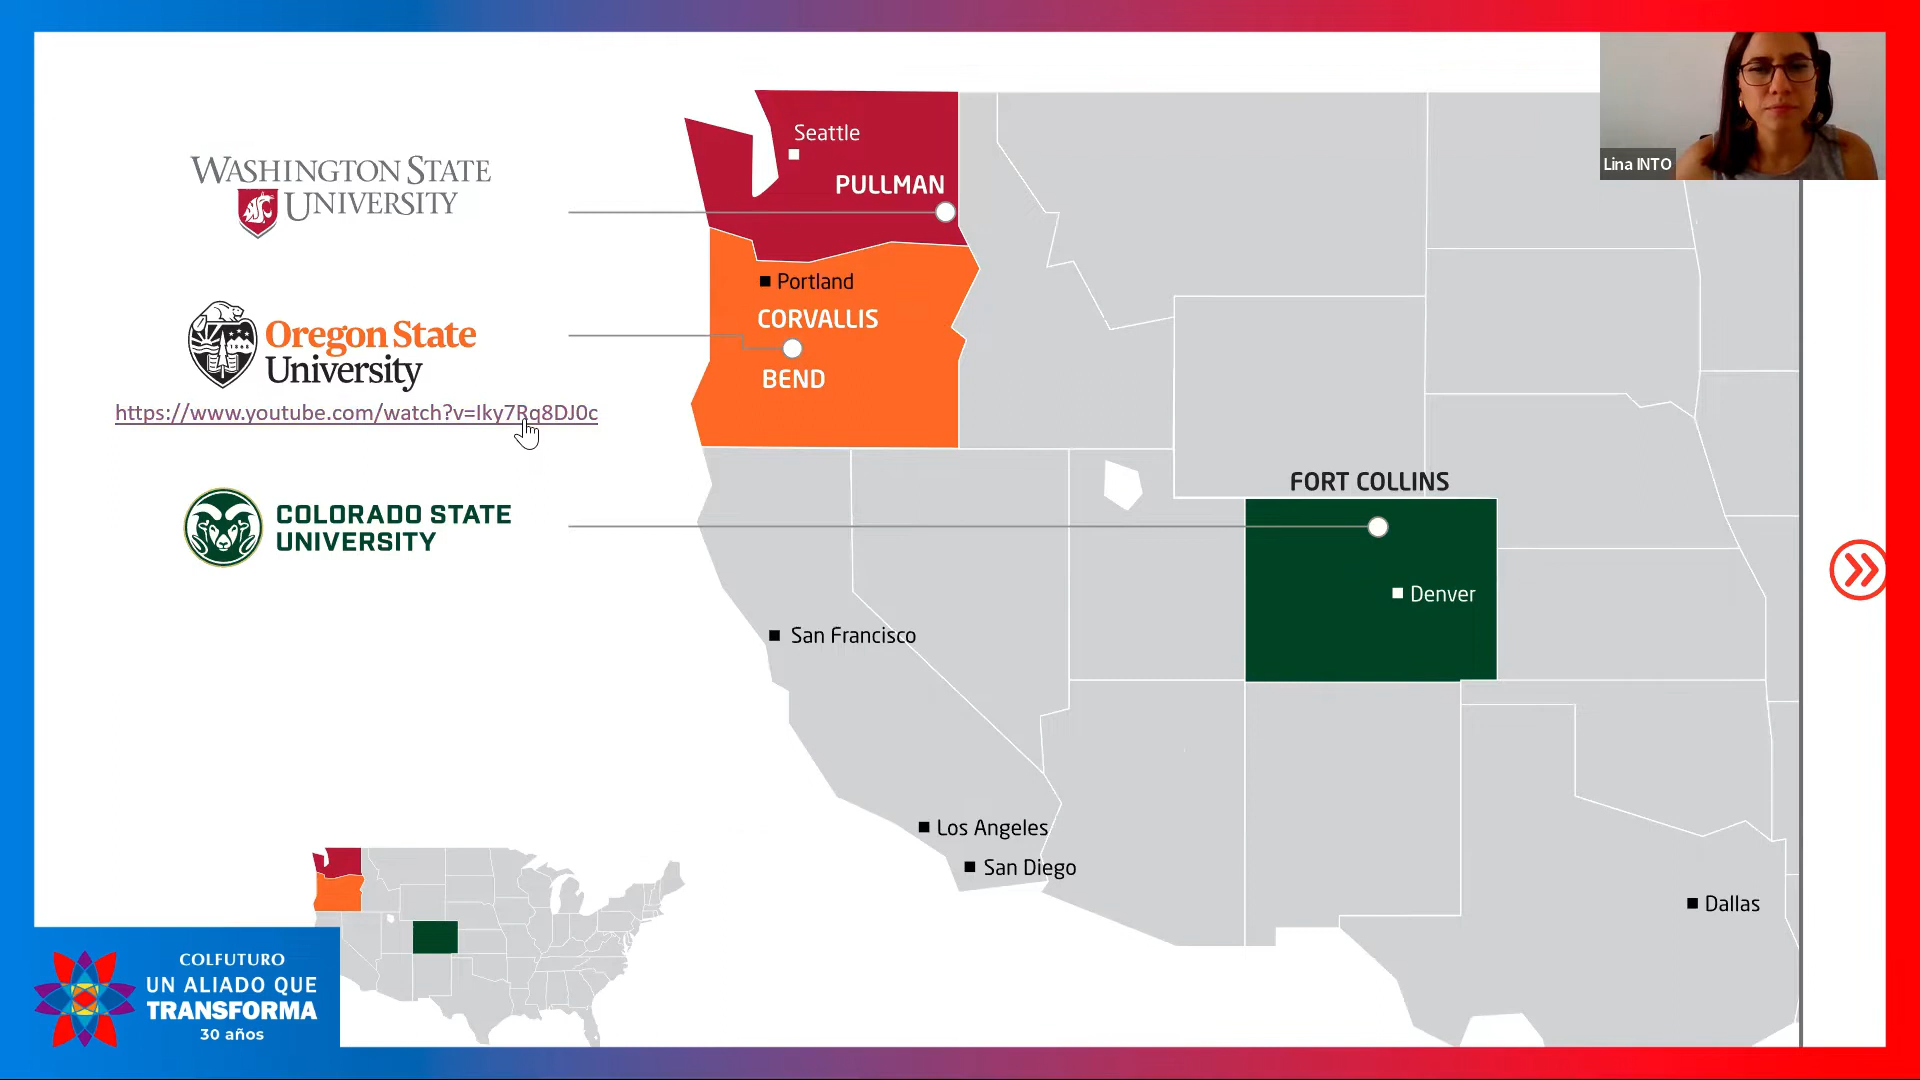 WASHINGTON STATE
UNIVERSITY
Oregon State
University
https://www.youtube.com/watch?v=Iky7Rq8DJ0c
COLORADO STATE
UNIVERSITY
Seattle
PULLMAN
Portland
CORVALLIS
BEND
FORT COLLINS
Denver
San Francisco
Los Angeles
San Diego
Dallas
Lina INTO
COLFUTURO
UN ALIADO QUE
TRANSFORMA
30 años